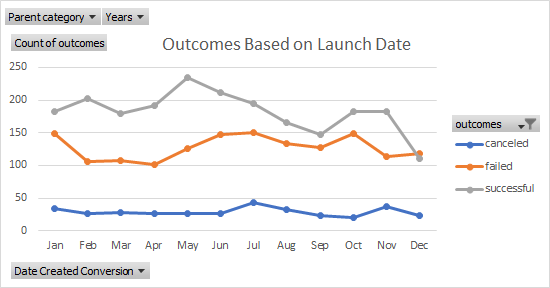 Parent category Years
Count of outcomes
Outcomes Based on Launch Date
250
200
150
100
50
0
Jan Feb Mar Apr May Jun Jul Aug Sep Oct Nov Dec
outcomes
canceled
failed
successful
Date Created Conversion